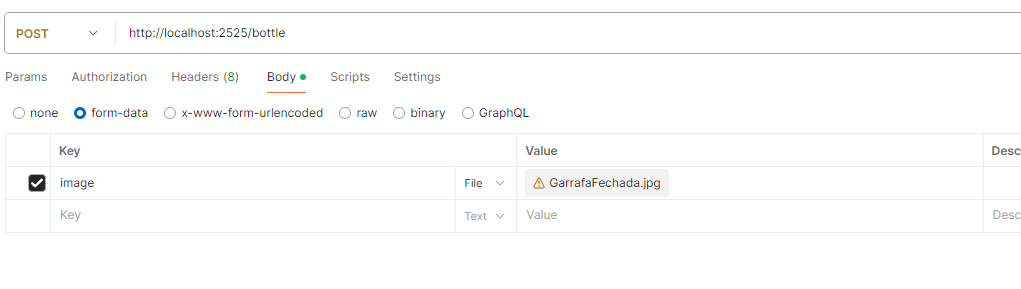 POST http://localhost:2525/bottle
Params Authorization Headers (8) Body Scripts Settings
none form-data x-www-form-urlencoded raw binary GraphQL
Key Value Desc
image File GarrafaFechada.jpg
Key Text Value Desc